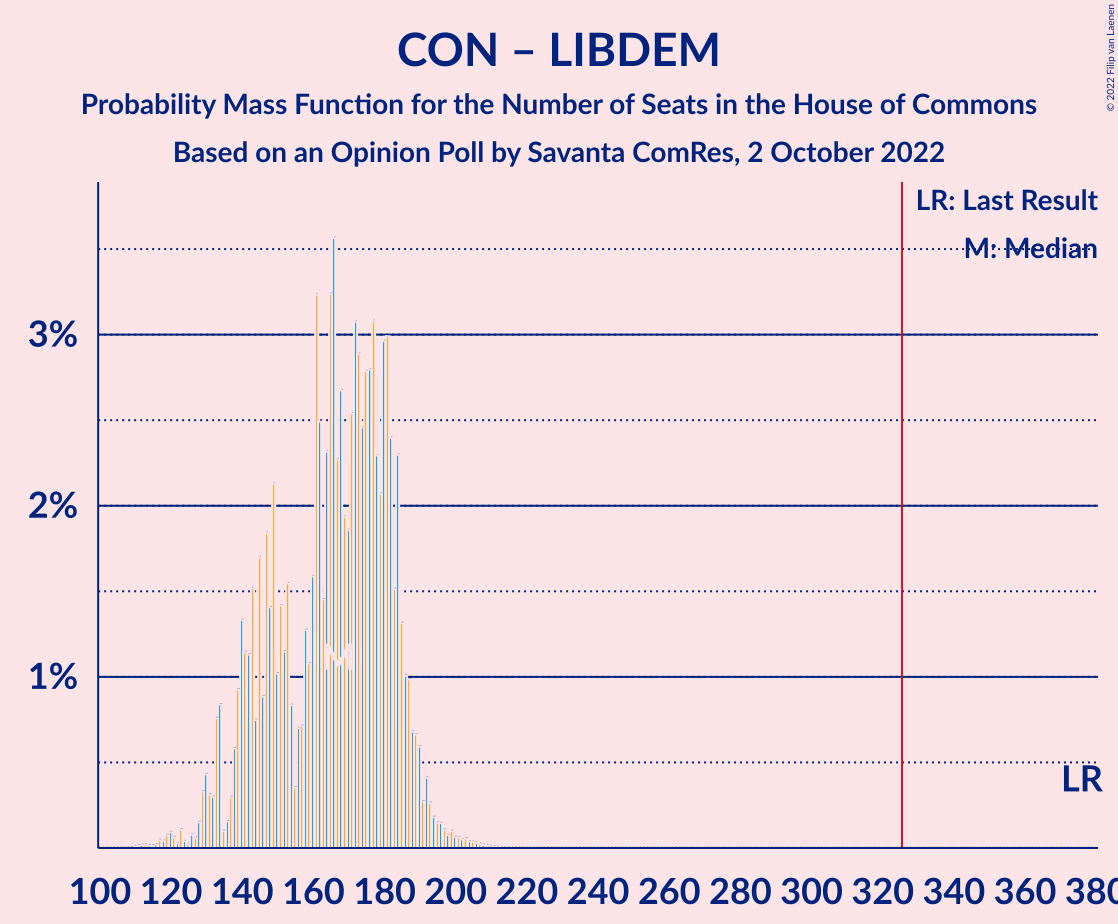 CON – LIBDEM
Probability Mass Function for the Number of Seats in the House of Commons
Based on an Opinion Poll by Savanta ComRes, 2 October 2022
© 2022 Filip van Laenen
LR: Last Result
M: Median
3%
2%
1%
M
LR
100 120 140 160 180 200 220 240 260 280 300 320 340 360 380